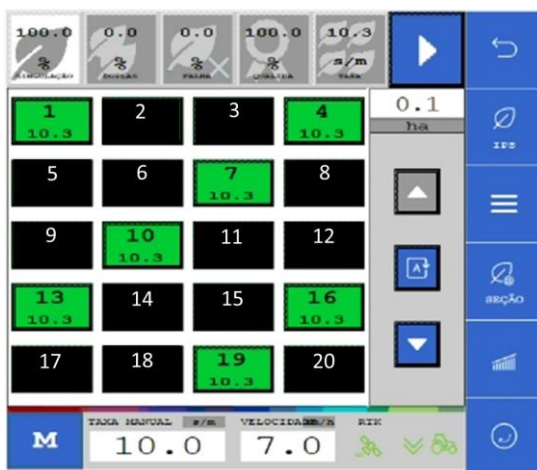 100.0 0.0 0.0 100.0 10.3
% % % % s/m
SINGULAÇÃO DUPLAS FALHA QUALIDA TAXA
0.1
ha
1 2 3 4
10.3 10.3
5 6 7 8
10.3
9 10 11 12
10.3
13 14 15 16
10.3 10.3
17 18 19 20
10.3
IPS
A
SEÇÃO
TAXA MANUAL s/m VELOCIDA RTK
M 10.0 7.0